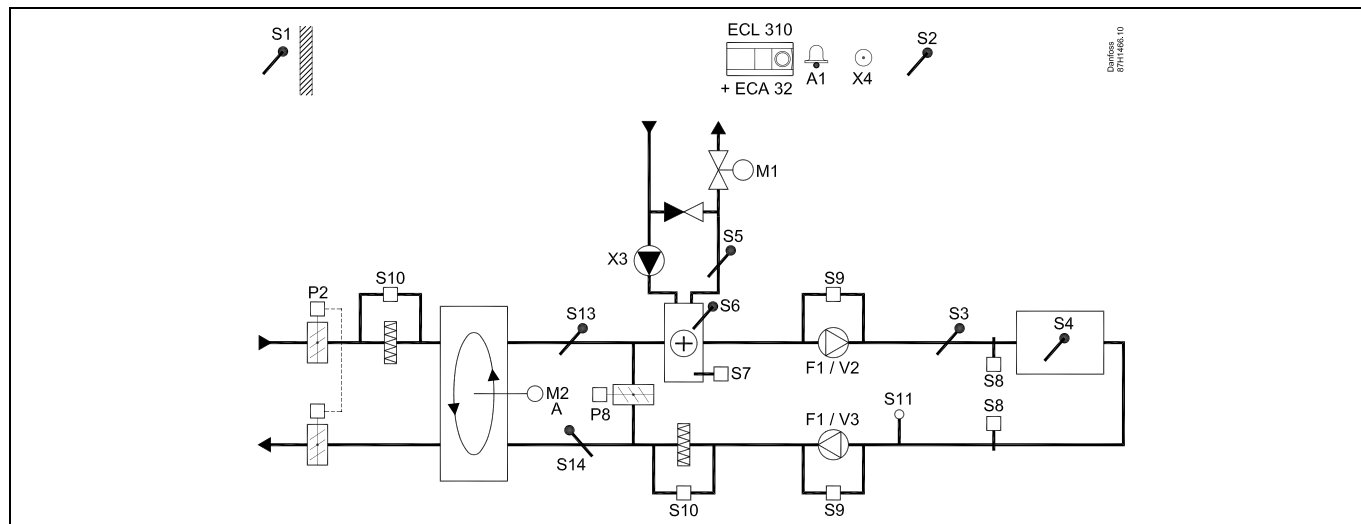 S1
ECL 310
+ ECA 32
A1
X4
S2
Danfoss
87H1466.10
M1
X3
S5
P2
S10
S13
S6
S9
S3
S4
F1 / V2
S7
S8
M2
A
P8
S11
S8
F1 / V3
S14
S10
S9